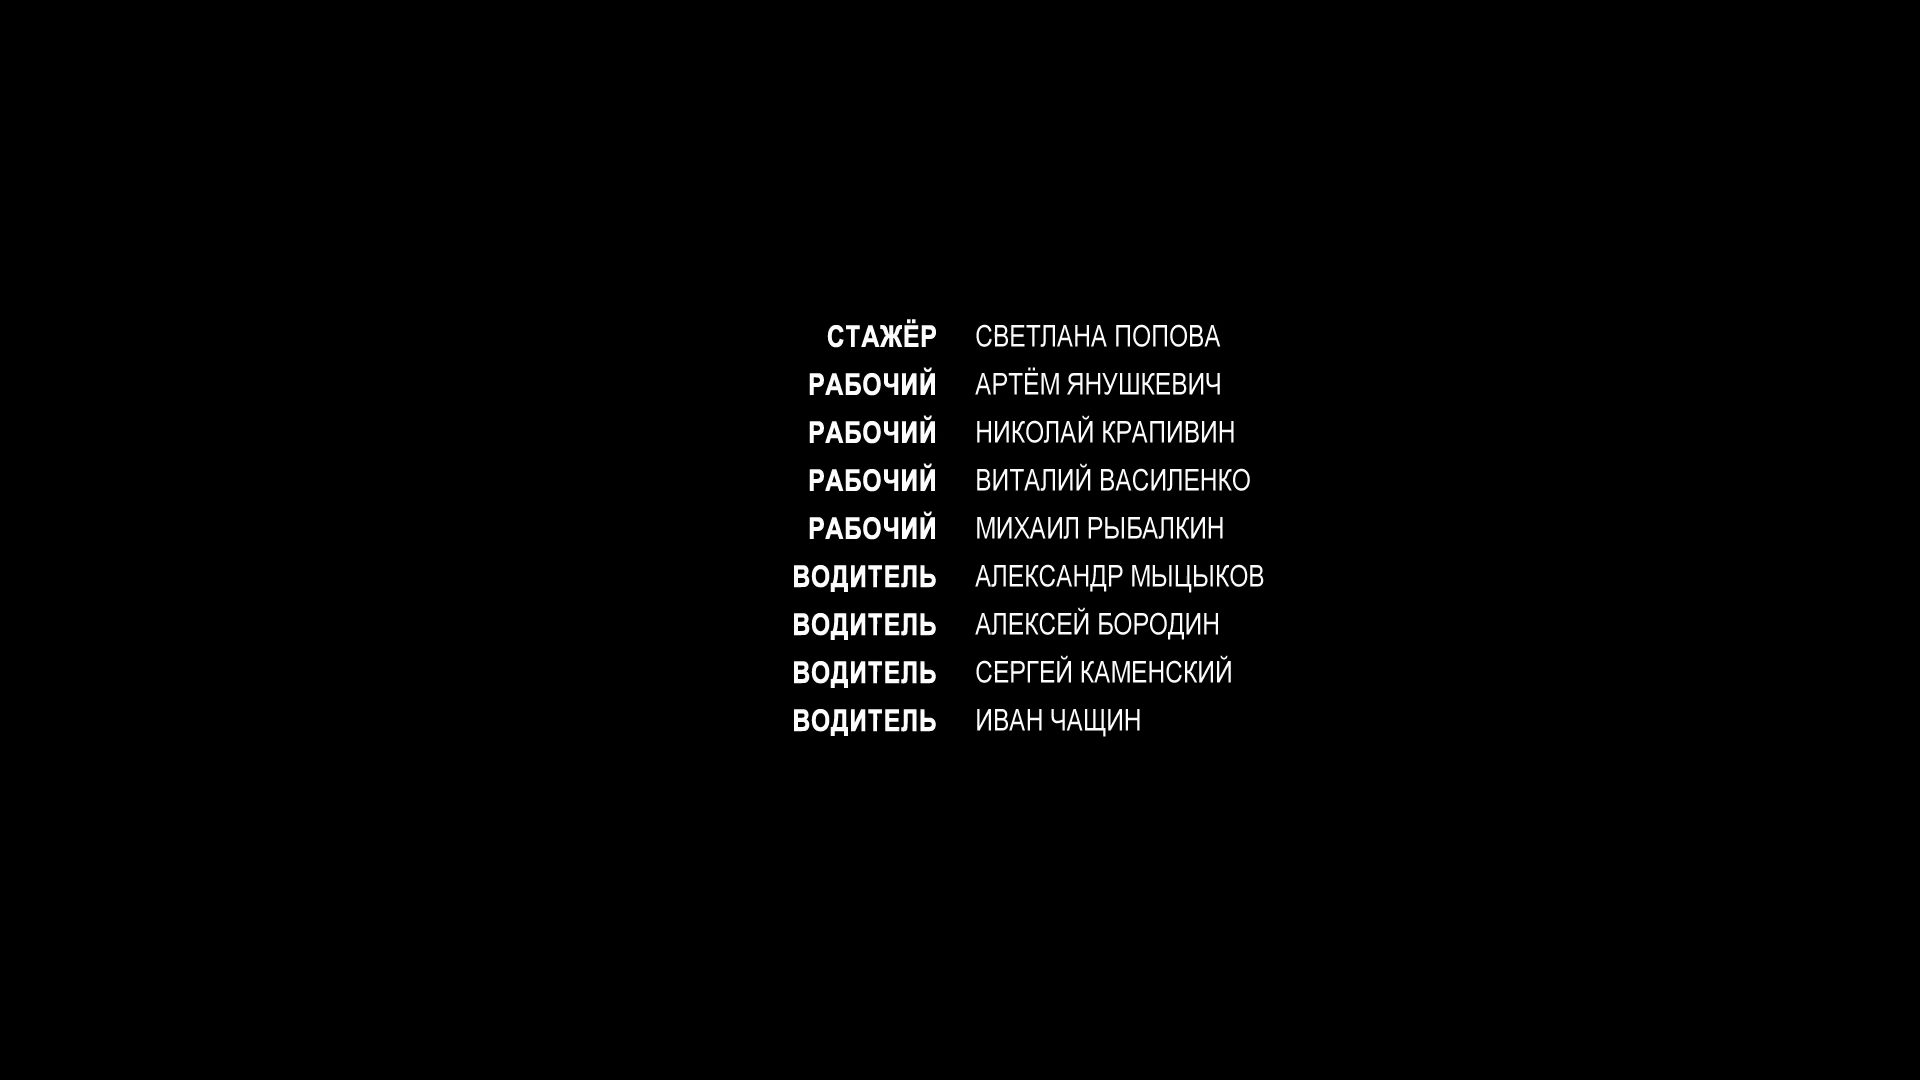 СТАЖЁР СВЕТЛАНА ПОПОВА
РАБОЧИЙ АРТЁМ ЯНУШКЕВИЧ
РАБОЧИЙ НИКОЛАЙ КРАПИВИН
РАБОЧИЙ ВИТАЛИЙ ВАСИЛЕНКО
РАБОЧИЙ МИХАИЛ РЫБАЛКИН
ВОДИТЕЛЬ АЛЕКСАНДР МЫЦЫКОВ
ВОДИТЕЛЬ АЛЕКСЕЙ БОРОДИН
ВОДИТЕЛЬ СЕРГЕЙ КАМЕНСКИЙ
ВОДИТЕЛЬ ИВАН ЧАЩИН